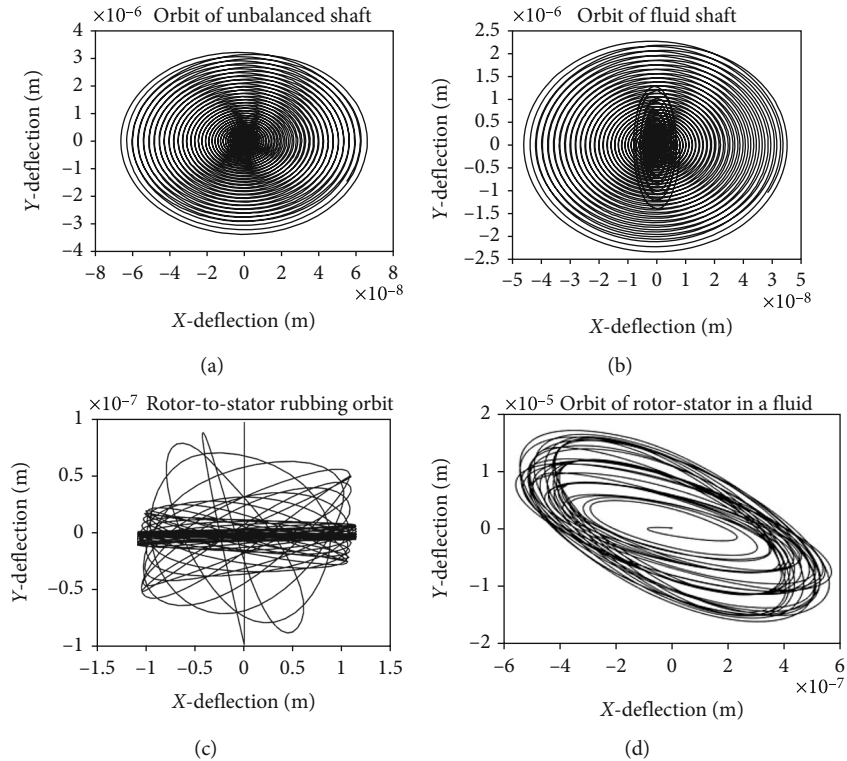 ×10⁻⁶ Orbit of unbalanced shaft
4
3
2
1
0
−1
−2
−3
−4
Y-deflection (m)
−8 −6 −4 −2 0 2 4 6 8
×10⁻⁸
X-deflection (m)
(a)
×10⁻⁶ Orbit of fluid shaft
2.5
2
1.5
1
0.5
0
−0.5
−1
−1.5
−2
−2.5
Y-deflection (m)
−5 −4 −3 −2 −1 0 1 2 3 4 5
×10⁻⁸
X-deflection (m)
(b)
×10⁻⁷ Rotor-to-stator rubbing orbit
1
0.5
0
−0.5
−1
Y-deflection (m)
−1.5 −1 −0.5 0 0.5 1 1.5
X-deflection (m)
(c)
×10⁻⁵ Orbit of rotor-stator in a fluid
2
1
0
−1
−2
Y-deflection (m)
−6 −4 −2 0 2 4 6
×10⁻⁷
X-deflection (m)
(d)